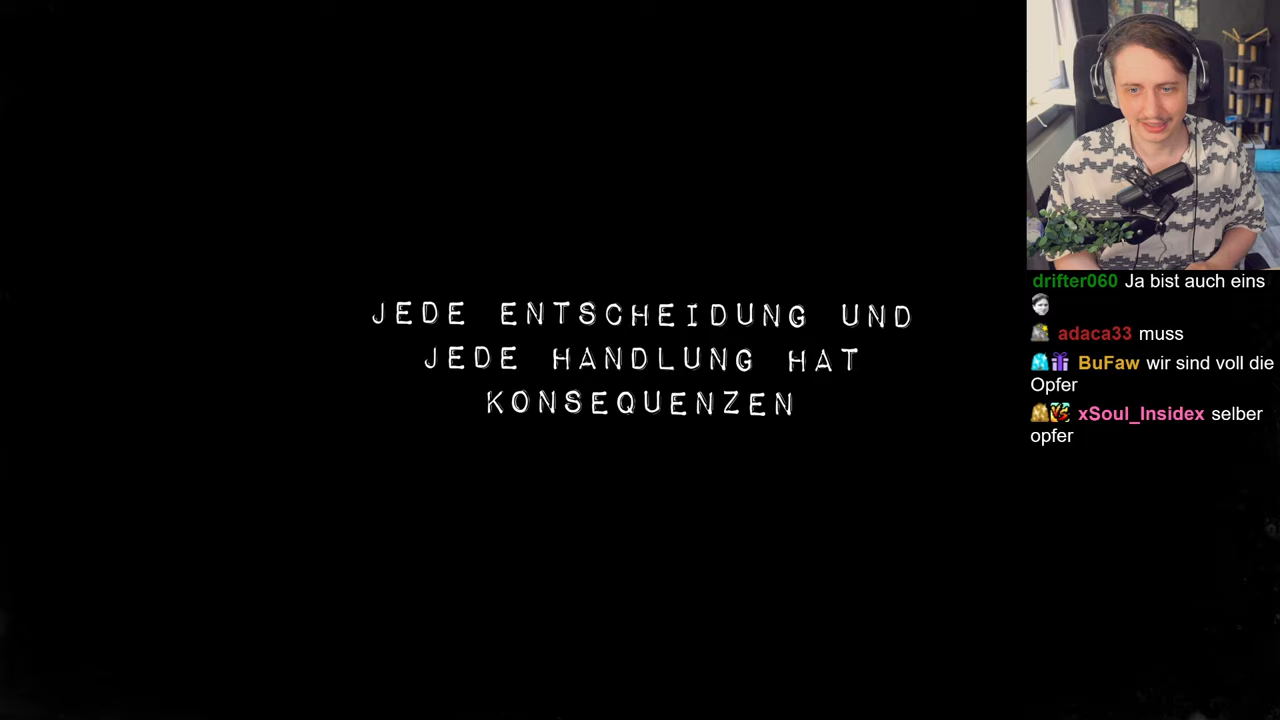 JEDE ENTSCHEIDUNG UND
JEDE HANDLUNG HAT
KONSEQUENZEN
drifter060 Ja bist auch eins
adaca33 muss
BuFaw wir sind voll die
Opfer
xSoul_Insidex selber
opfer